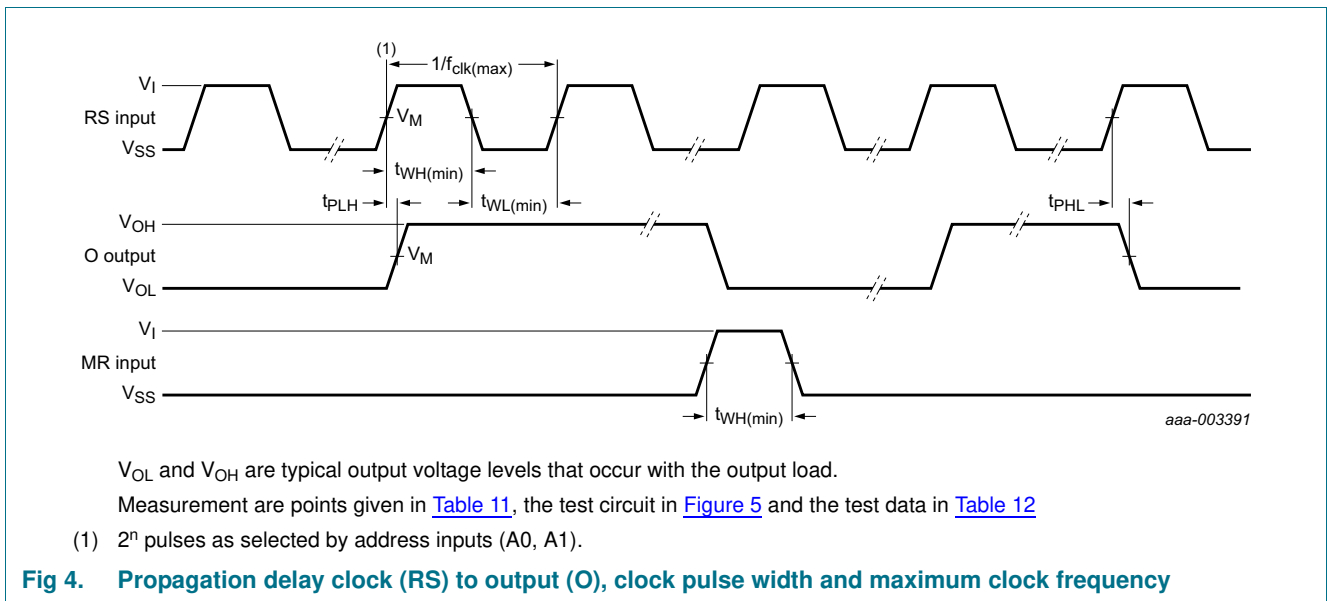 (1)
1/fclk(max)
VI
RS input
VM
VSS
tWH(min)
tPLH
tWL(min)
tPHL
VOH
O output
VM
VOL
VI
MR input
VSS
tWH(min)
aaa-003391
VOL and VOH are typical output voltage levels that occur with the output load.
Measurement are points given in Table 11, the test circuit in Figure 5 and the test data in Table 12
(1) 2ⁿ pulses as selected by address inputs (A0, A1).
Fig 4. Propagation delay clock (RS) to output (O), clock pulse width and maximum clock frequency